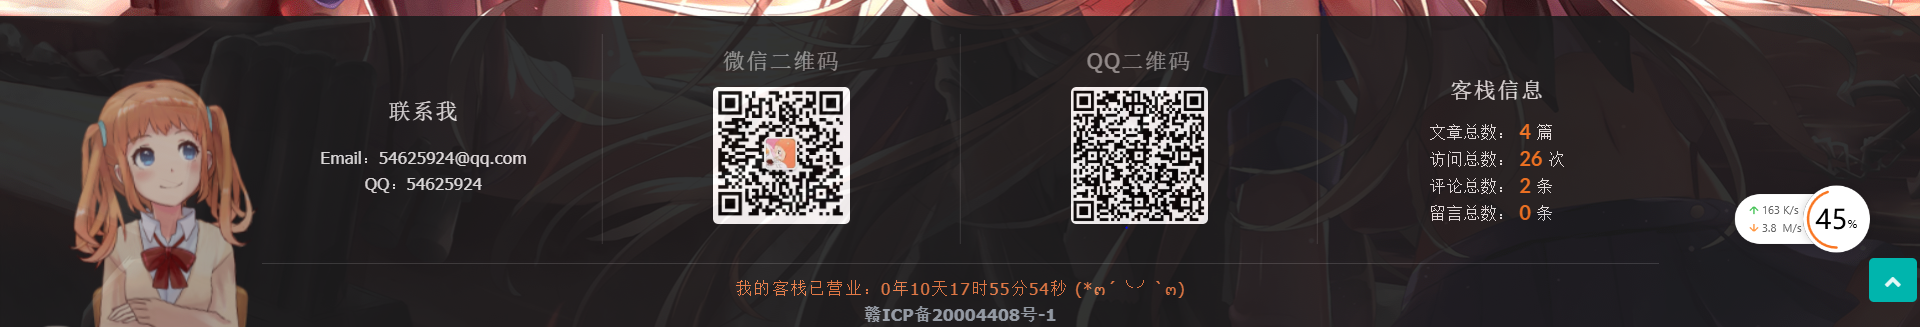 联系我
Email：54625924@qq.com
QQ：54625924
微信二维码
QQ二维码
客栈信息
文章总数： 4 篇
访问总数： 26 次
评论总数： 2 条
留言总数： 0 条
163 K/s
3.8 M/s
45%
我的客栈已营业：0年10天17时55分54秒 (*๓´╰╯`๓)
赣ICP备20004408号-1